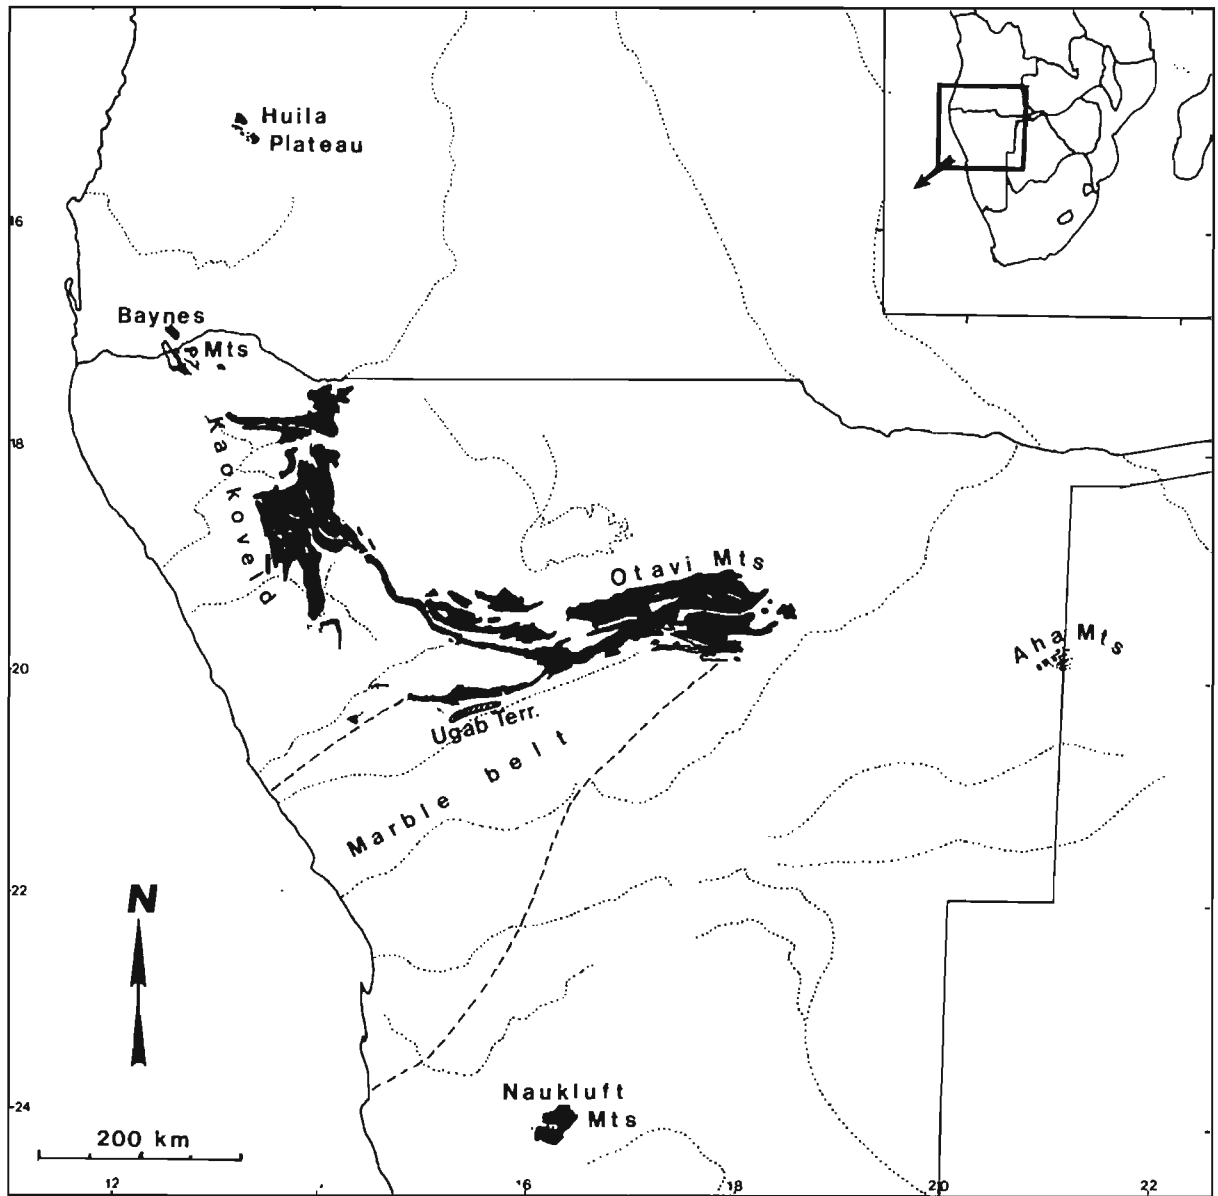 Huila
Plateau
16
Baynes
Mts
18
Kaokoveld
Otavi Mts
Aha Mts
20
Ugab Terr.
Marble belt
22
N
Naukluft
Mts
24
200 km
12
16
18
20
22